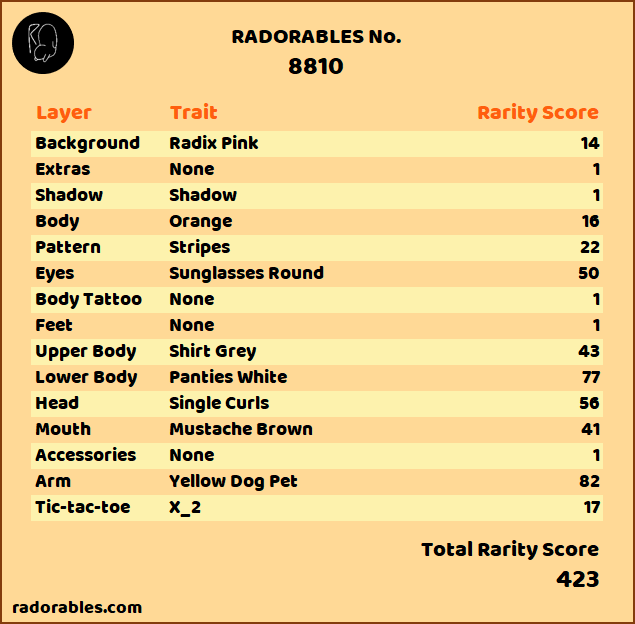 RADORABLES No.
8810
Layer Trait Rarity Score
Background Radix Pink 14
Extras None 1
Shadow Shadow 1
Body Orange 16
Pattern Stripes 22
Eyes Sunglasses Round 50
Body Tattoo None 1
Feet None 1
Upper Body Shirt Grey 43
Lower Body Panties White 77
Head Single Curls 56
Mouth Mustache Brown 41
Accessories None 1
Arm Yellow Dog Pet 82
Tic-tac-toe X_2 17
Total Rarity Score
423
radorables.com